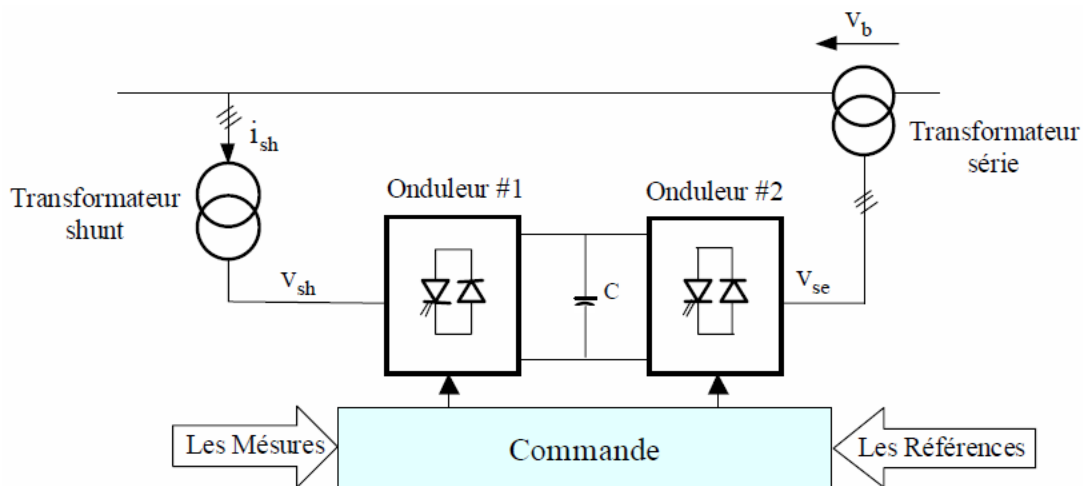 V_b
i_sh
Transformateur
shunt
Transformateur
série
Onduleur #1
Onduleur #2
V_sh
C
V_se
Les Mésures
Commande
Les Références